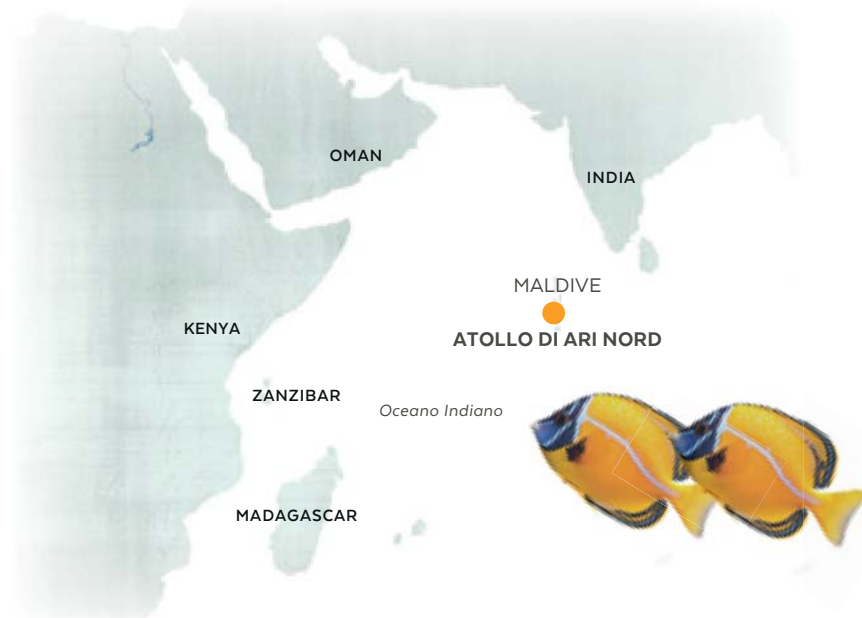 OMAN
INDIA
MALDIVE
ATOLLO DI ARI NORD
KENYA
ZANZIBAR
Oceano Indiano
MADAGASCAR